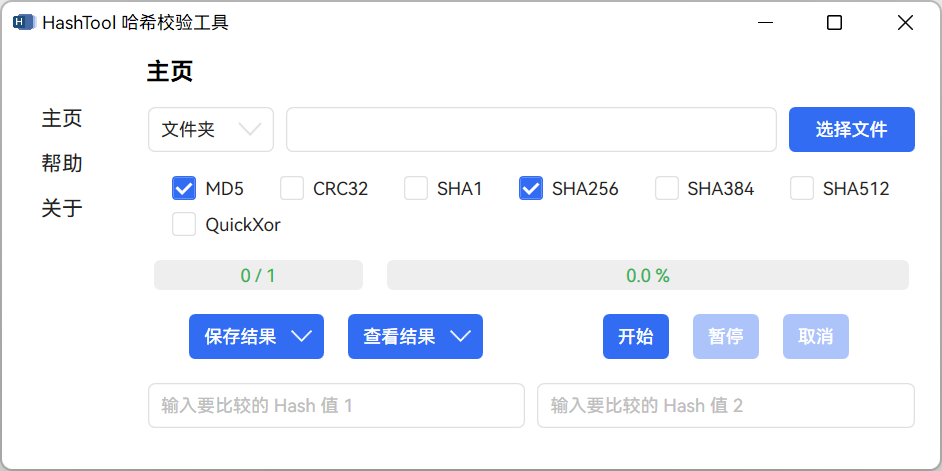 HashTool 哈希校验工具
主页
主页
帮助
关于
文件夹 选择文件
MD5 CRC32 SHA1 SHA256 SHA384 SHA512
QuickXor
0 / 1 0.0 %
保存结果 查看结果 开始 暂停 取消
输入要比较的 Hash 值 1 输入要比较的 Hash 值 2